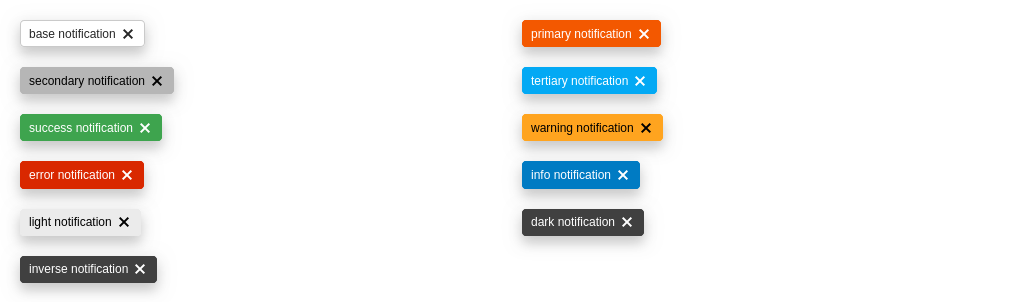 base notification
primary notification
secondary notification
tertiary notification
success notification
warning notification
error notification
info notification
light notification
dark notification
inverse notification